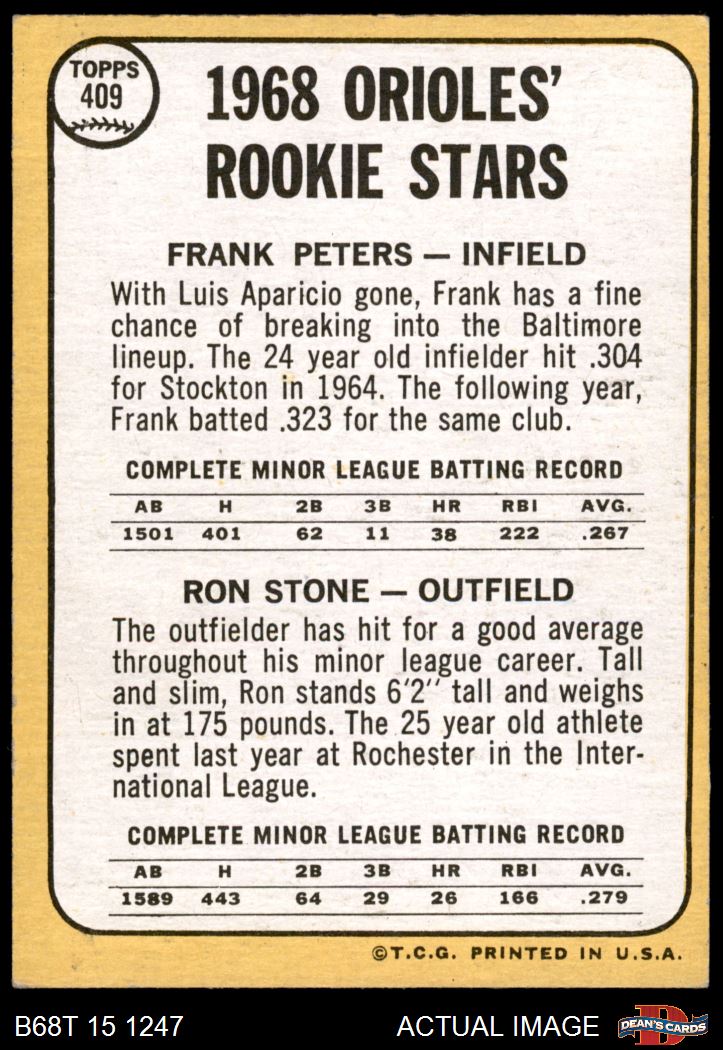 TOPPS
409
1968 ORIOLES'
ROOKIE STARS
FRANK PETERS — INFIELD
With Luis Aparicio gone, Frank has a fine
chance of breaking into the Baltimore
lineup. The 24 year old infielder hit .304
for Stockton in 1964. The following year,
Frank batted .323 for the same club.
COMPLETE MINOR LEAGUE BATTING RECORD
AB H 2B 3B HR RBI AVG.
1501 401 62 11 38 222 .267
RON STONE — OUTFIELD
The outfielder has hit for a good average
throughout his minor league career. Tall
and slim, Ron stands 6'2'' tall and weighs
in at 175 pounds. The 25 year old athlete
spent last year at Rochester in the Inter-
national League.
COMPLETE MINOR LEAGUE BATTING RECORD
AB H 2B 3B HR RBI AVG.
1589 443 64 29 26 166 .279
©T.C.G. PRINTED IN U.S.A.
B68T 15 1247 ACTUAL IMAGE
D
DEAN'S CARDS